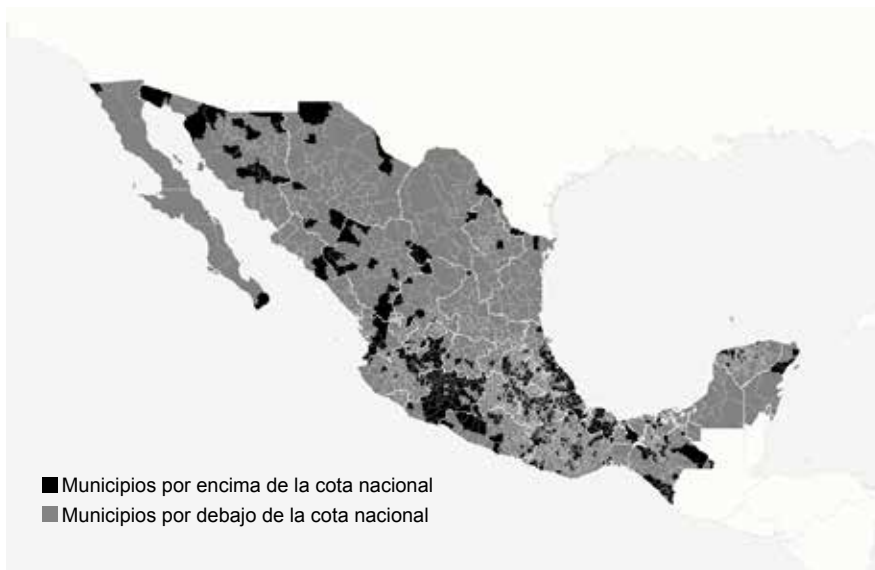 Municipios por encima de la cota nacional
Municipios por debajo de la cota nacional